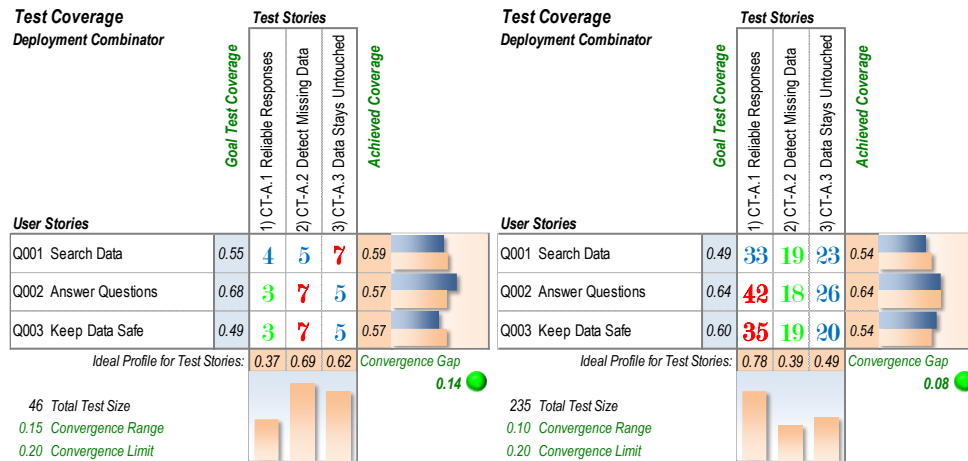 Test Coverage
Deployment Combinator
Test Stories
Goal Test Coverage
1) CT-A.1 Reliable Responses
2) CT-A.2 Detect Missing Data
3) CT-A.3 Data Stays Untouched
Achieved Coverage
User Stories
Q001 Search Data 0.55 4 5 7 0.59
Q002 Answer Questions 0.68 3 7 5 0.57
Q003 Keep Data Safe 0.49 3 7 5 0.57
Ideal Profile for Test Stories: 0.37 0.69 0.62 Convergence Gap
0.14
46 Total Test Size
0.15 Convergence Range
0.20 Convergence Limit
Test Coverage
Deployment Combinator
Test Stories
Goal Test Coverage
1) CT-A.1 Reliable Responses
2) CT-A.2 Detect Missing Data
3) CT-A.3 Data Stays Untouched
Achieved Coverage
User Stories
Q001 Search Data 0.49 33 19 23 0.54
Q002 Answer Questions 0.64 42 18 26 0.64
Q003 Keep Data Safe 0.60 35 19 20 0.54
Ideal Profile for Test Stories: 0.78 0.39 0.49 Convergence Gap
0.08
235 Total Test Size
0.10 Convergence Range
0.20 Convergence Limit